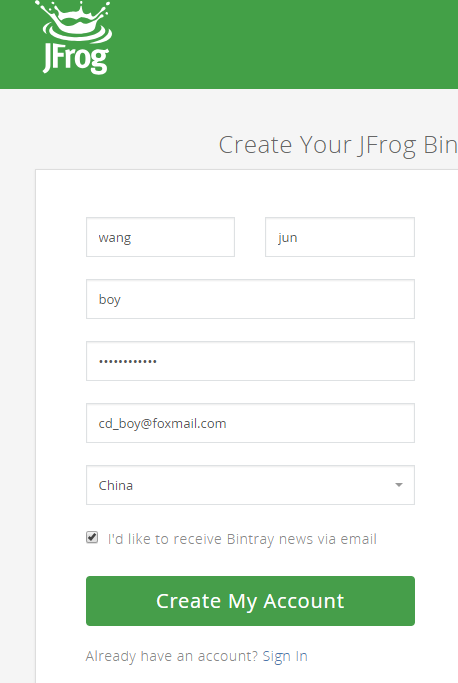 JFrog
Create Your JFrog Bin
wang
jun
boy
••••••••••••
cd_boy@foxmail.com
China
I'd like to receive Bintray news via email
Create My Account
Already have an account? Sign In